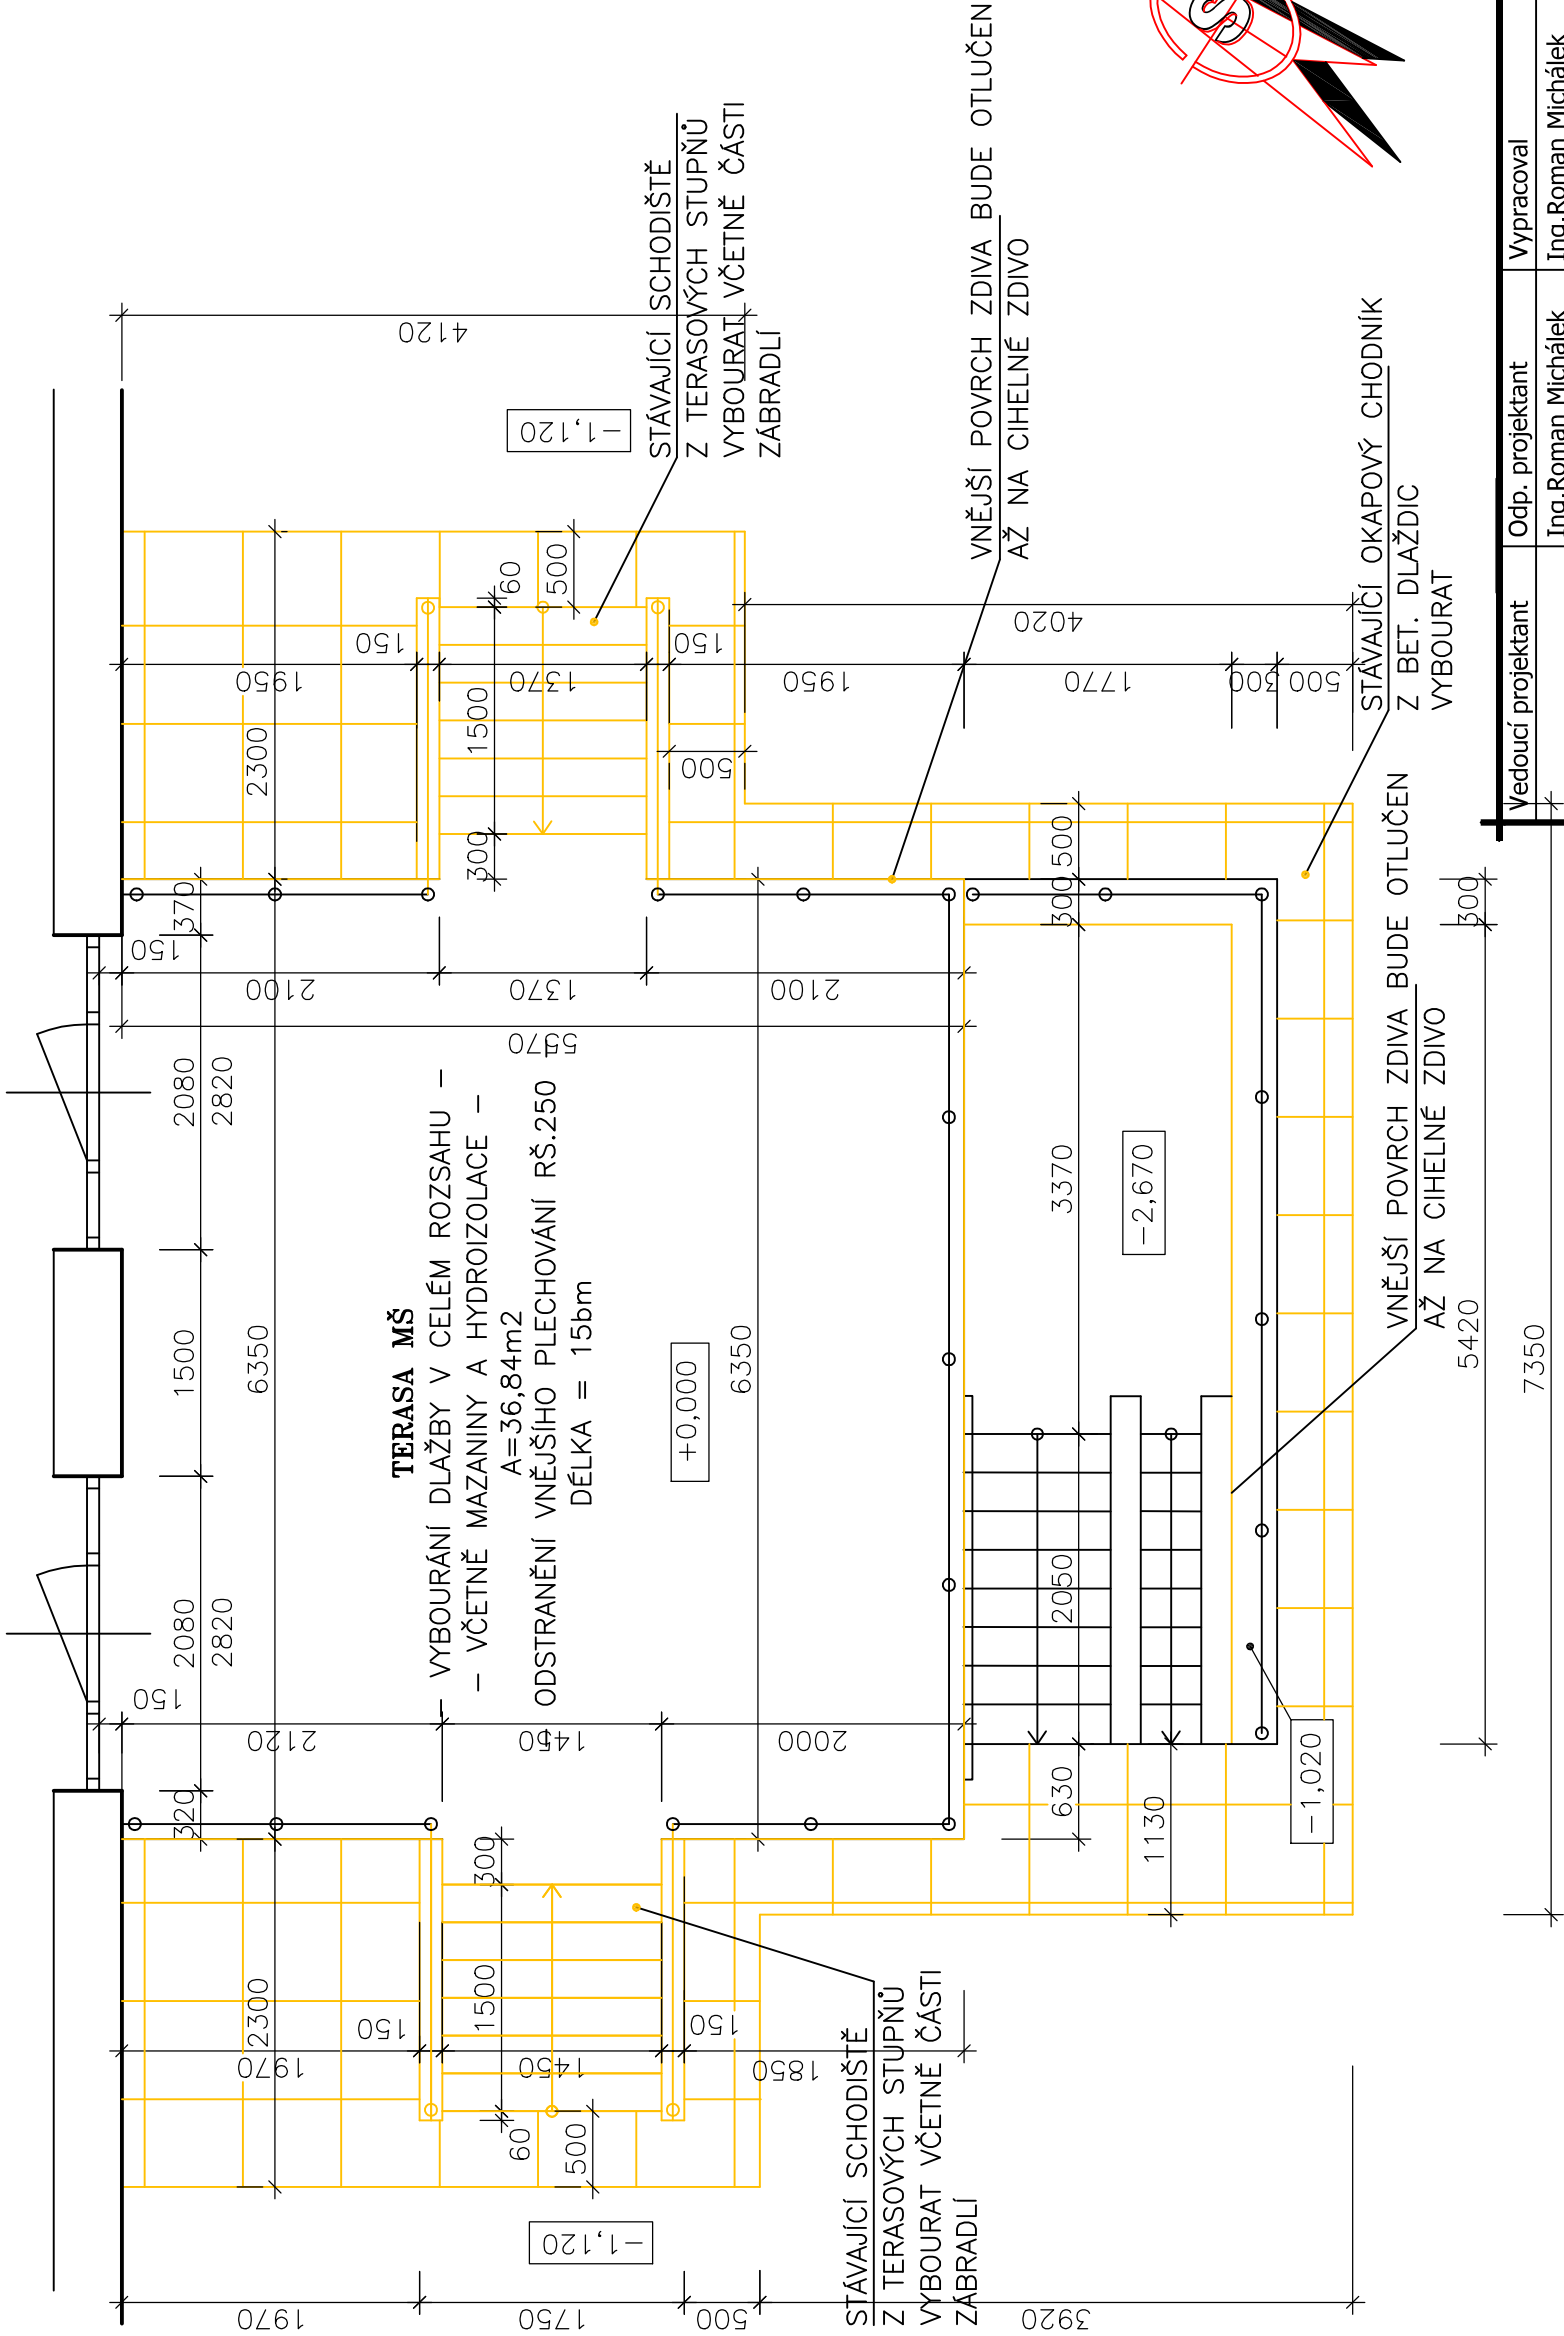 TERASA MŠ
VYBOURÁNÍ DLAŽBY V CELÉM ROZSAHU –
– VČETNĚ MAZANINY A HYDROIZOLACE –
A=36,84m2
ODSTRANĚNÍ VNĚJŠÍHO PLECHOVÁNÍ RŠ.250
DÉLKA = 15bm
+0,000
6350
STÁVAJÍCÍ SCHODIŠTĚ
Z TERASOVÝCH STUPŇŮ
VYBOURAT VČETNĚ ČÁSTI
ZÁBRADLÍ
−1,120
4120
VNĚJŠÍ POVRCH ZDIVA BUDE OTLUČEN
AŽ NA CIHELNÉ ZDIVO
STÁVAJÍCÍ OKAPOVÝ CHODNÍK
Z BET. DLAŽDIC
VYBOURAT
VNĚJŠÍ POVRCH ZDIVA BUDE OTLUČEN
AŽ NA CIHELNÉ ZDIVO
STÁVAJÍCÍ SCHODIŠTĚ
Z TERASOVÝCH STUPŇŮ
VYBOURAT VČETNĚ ČÁSTI
ZÁBRADLÍ
−1,120
−2,670
−1,020
320
2080
2820
1500
2080
2820
370
6350
2300
2300
150
150
2120
1450
2000
2100
1370
2100
5570
1950
150
1370
150
1950
1770
300
500
4020
500
60
1500
300
500
300
1500
60
500
1970
150
1450
150
1850
1970
1750
500
3920
630
2050
3370
300
500
1130
5420
300
7350
Vedoucí projektant
Odp. projektant
Vypracoval
Ing.Roman Michálek
Ing.Roman Michálek
S